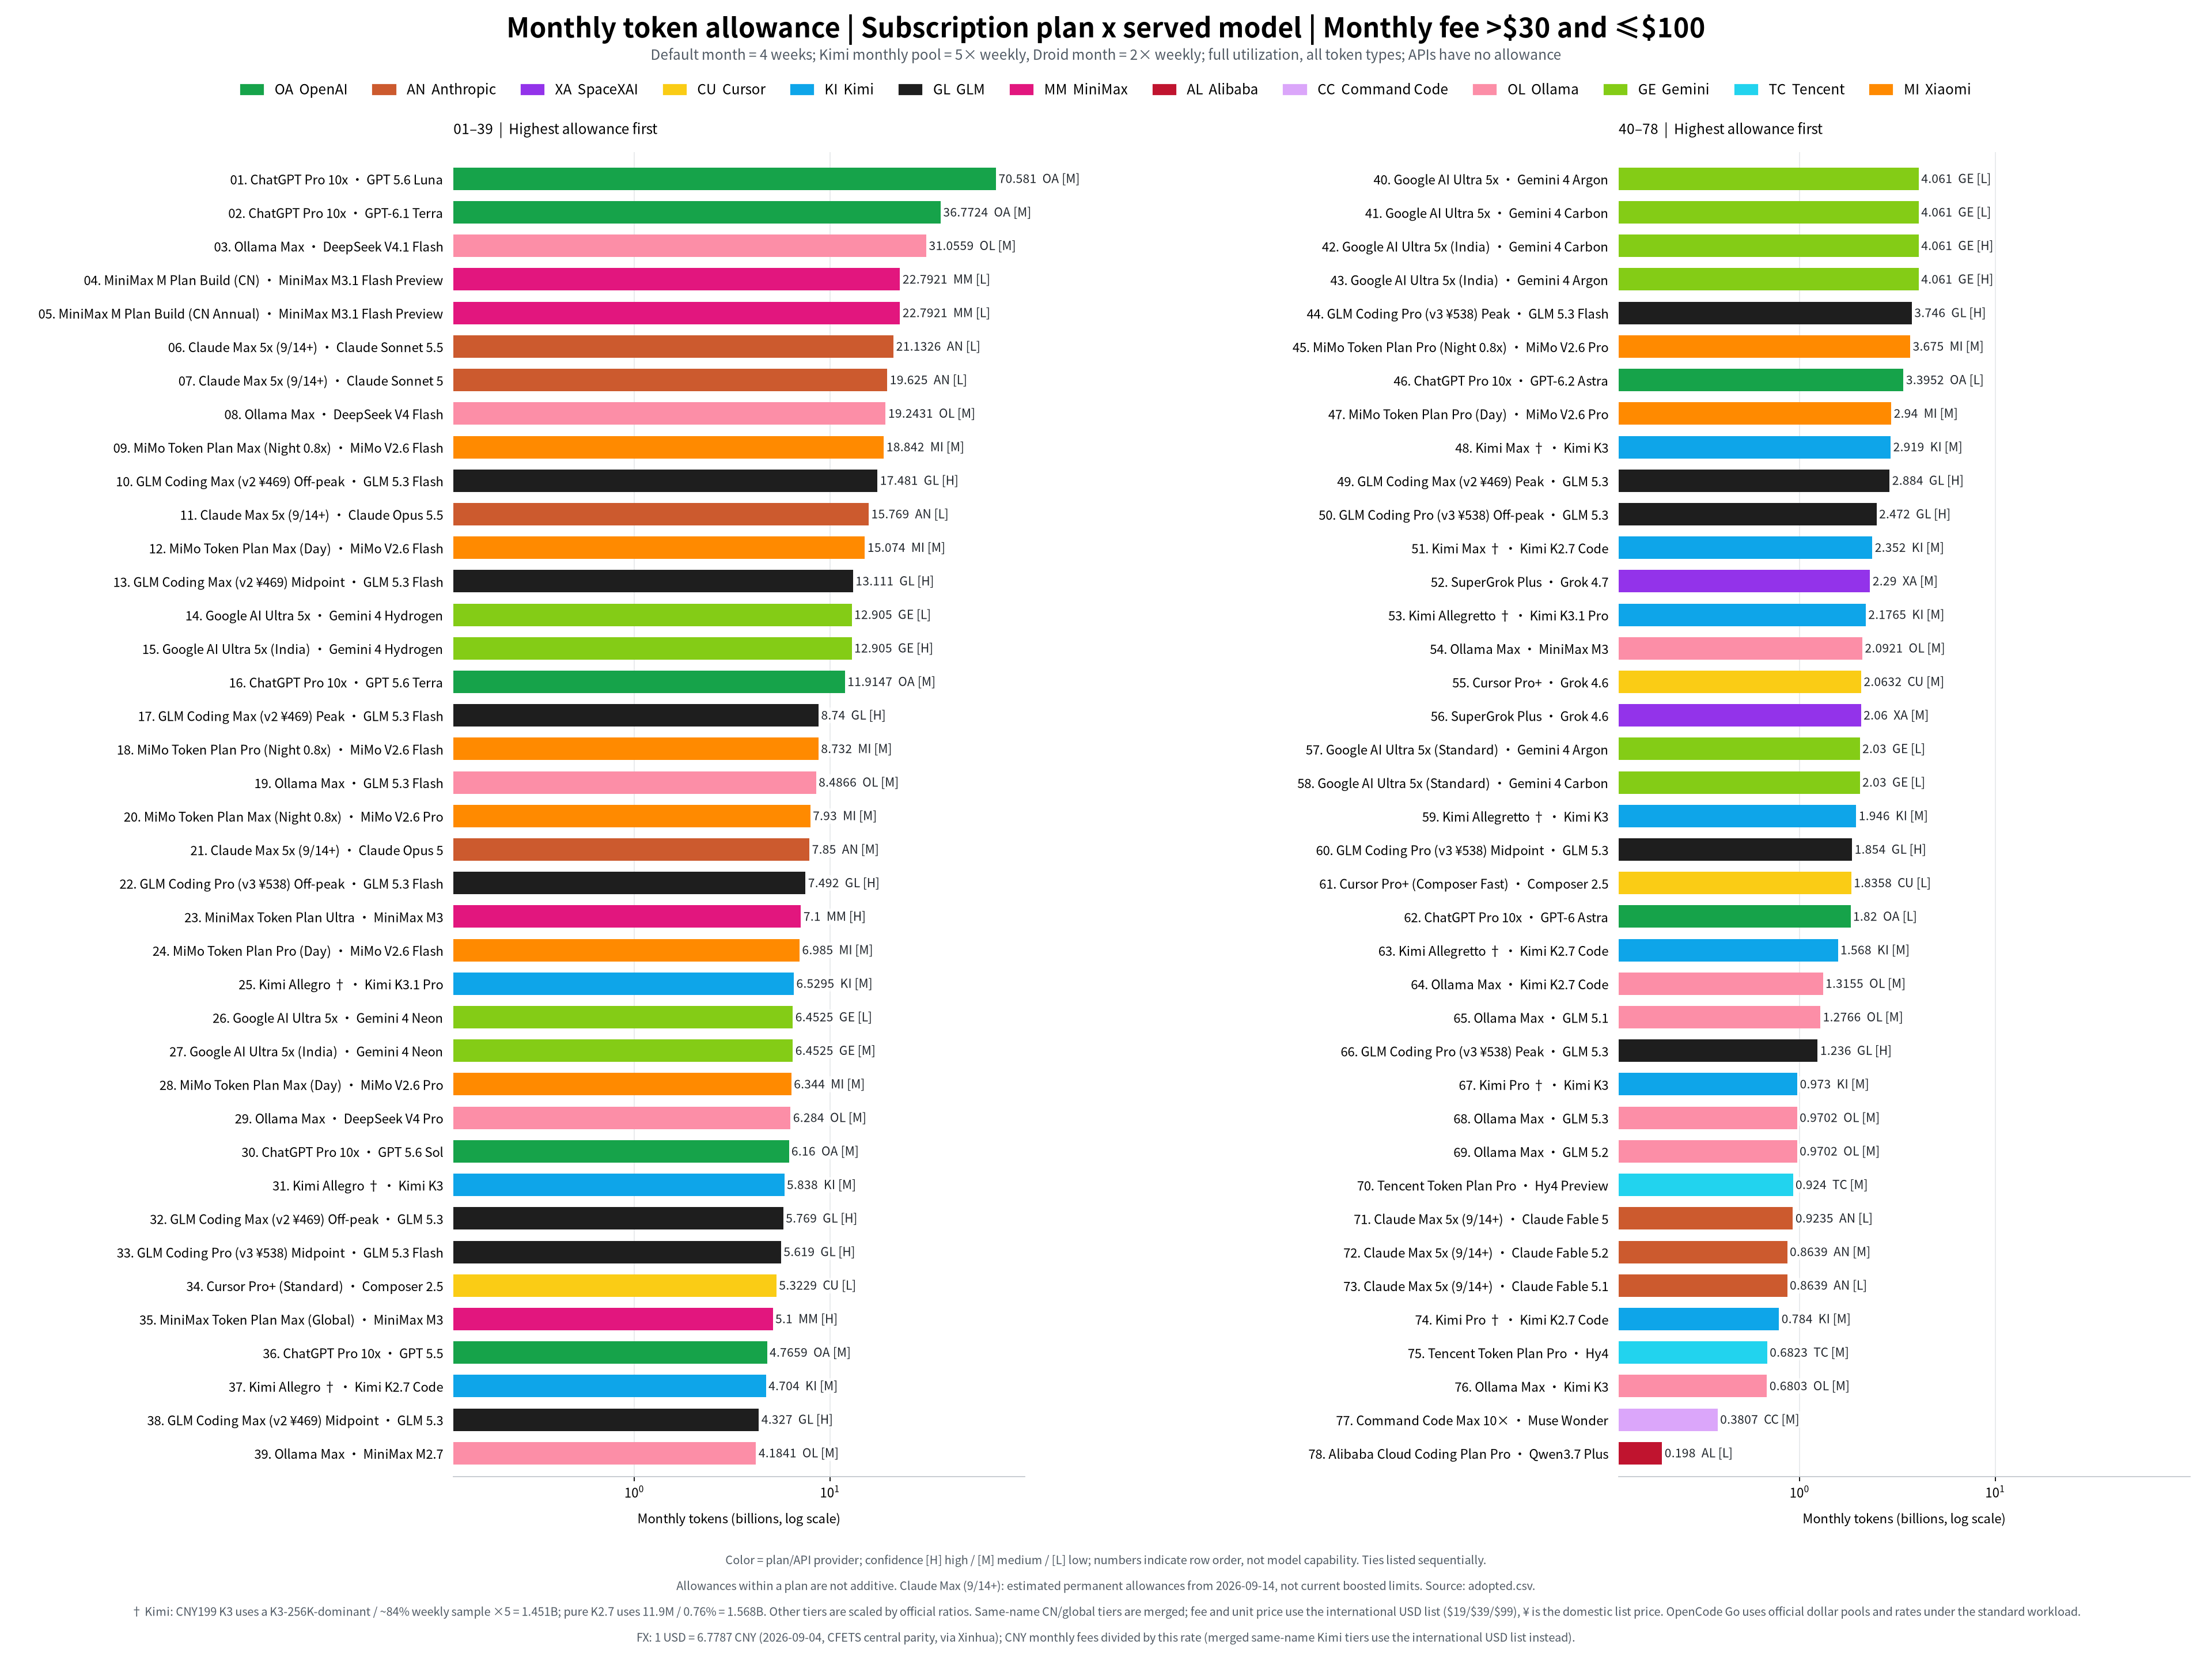 Monthly token allowance | Subscription plan x served model | Monthly fee >$30 and ≤$100
Default month = 4 weeks; Kimi monthly pool = 5× weekly, Droid month = 2× weekly; full utilization, all token types; APIs have no allowance
OA OpenAI AN Anthropic XA SpaceXAI CU Cursor KI Kimi GL GLM MM MiniMax AL Alibaba CC Command Code OL Ollama GE Gemini TC Tencent MI Xiaomi
01–39 | Highest allowance first
01. ChatGPT Pro 10x • GPT 5.6 Luna 70.581 OA [M]
02. ChatGPT Pro 10x • GPT-6.1 Terra 36.7724 OA [M]
03. Ollama Max • DeepSeek V4.1 Flash 31.0559 OL [M]
04. MiniMax M Plan Build (CN) • MiniMax M3.1 Flash Preview 22.7921 MM [L]
05. MiniMax M Plan Build (CN Annual) • MiniMax M3.1 Flash Preview 22.7921 MM [L]
06. Claude Max 5x (9/14+) • Claude Sonnet 5.5 21.1326 AN [L]
07. Claude Max 5x (9/14+) • Claude Sonnet 5 19.625 AN [L]
08. Ollama Max • DeepSeek V4 Flash 19.2431 OL [M]
09. MiMo Token Plan Max (Night 0.8x) • MiMo V2.6 Flash 18.842 MI [M]
10. GLM Coding Max (v2 ¥469) Off-peak • GLM 5.3 Flash 17.481 GL [H]
11. Claude Max 5x (9/14+) • Claude Opus 5.5 15.769 AN [L]
12. MiMo Token Plan Max (Day) • MiMo V2.6 Flash 15.074 MI [M]
13. GLM Coding Max (v2 ¥469) Midpoint • GLM 5.3 Flash 13.111 GL [H]
14. Google AI Ultra 5x • Gemini 4 Hydrogen 12.905 GE [L]
15. Google AI Ultra 5x (India) • Gemini 4 Hydrogen 12.905 GE [H]
16. ChatGPT Pro 10x • GPT 5.6 Terra 11.9147 OA [M]
17. GLM Coding Max (v2 ¥469) Peak • GLM 5.3 Flash 8.74 GL [H]
18. MiMo Token Plan Pro (Night 0.8x) • MiMo V2.6 Flash 8.732 MI [M]
19. Ollama Max • GLM 5.3 Flash 8.4866 OL [M]
20. MiMo Token Plan Max (Night 0.8x) • MiMo V2.6 Pro 7.93 MI [M]
21. Claude Max 5x (9/14+) • Claude Opus 5 7.85 AN [M]
22. GLM Coding Pro (v3 ¥538) Off-peak • GLM 5.3 Flash 7.492 GL [H]
23. MiniMax Token Plan Ultra • MiniMax M3 7.1 MM [H]
24. MiMo Token Plan Pro (Day) • MiMo V2.6 Flash 6.985 MI [M]
25. Kimi Allegro † • Kimi K3.1 Pro 6.5295 KI [M]
26. Google AI Ultra 5x • Gemini 4 Neon 6.4525 GE [L]
27. Google AI Ultra 5x (India) • Gemini 4 Neon 6.4525 GE [M]
28. MiMo Token Plan Max (Day) • MiMo V2.6 Pro 6.344 MI [M]
29. Ollama Max • DeepSeek V4 Pro 6.284 OL [M]
30. ChatGPT Pro 10x • GPT 5.6 Sol 6.16 OA [M]
31. Kimi Allegro † • Kimi K3 5.838 KI [M]
32. GLM Coding Max (v2 ¥469) Off-peak • GLM 5.3 5.769 GL [H]
33. GLM Coding Pro (v3 ¥538) Midpoint • GLM 5.3 Flash 5.619 GL [H]
34. Cursor Pro+ (Standard) • Composer 2.5 5.3229 CU [L]
35. MiniMax Token Plan Max (Global) • MiniMax M3 5.1 MM [H]
36. ChatGPT Pro 10x • GPT 5.5 4.7659 OA [M]
37. Kimi Allegro † • Kimi K2.7 Code 4.704 KI [M]
38. GLM Coding Max (v2 ¥469) Midpoint • GLM 5.3 4.327 GL [H]
39. Ollama Max • MiniMax M2.7 4.1841 OL [M]
10⁰ 10¹
Monthly tokens (billions, log scale)
40–78 | Highest allowance first
40. Google AI Ultra 5x • Gemini 4 Argon 4.061 GE [L]
41. Google AI Ultra 5x • Gemini 4 Carbon 4.061 GE [L]
42. Google AI Ultra 5x (India) • Gemini 4 Carbon 4.061 GE [H]
43. Google AI Ultra 5x (India) • Gemini 4 Argon 4.061 GE [H]
44. GLM Coding Pro (v3 ¥538) Peak • GLM 5.3 Flash 3.746 GL [H]
45. MiMo Token Plan Pro (Night 0.8x) • MiMo V2.6 Pro 3.675 MI [M]
46. ChatGPT Pro 10x • GPT-6.2 Astra 3.3952 OA [L]
47. MiMo Token Plan Pro (Day) • MiMo V2.6 Pro 2.94 MI [M]
48. Kimi Max † • Kimi K3 2.919 KI [M]
49. GLM Coding Max (v2 ¥469) Peak • GLM 5.3 2.884 GL [H]
50. GLM Coding Pro (v3 ¥538) Off-peak • GLM 5.3 2.472 GL [H]
51. Kimi Max † • Kimi K2.7 Code 2.352 KI [M]
52. SuperGrok Plus • Grok 4.7 2.29 XA [M]
53. Kimi Allegretto † • Kimi K3.1 Pro 2.1765 KI [M]
54. Ollama Max • MiniMax M3 2.0921 OL [M]
55. Cursor Pro+ • Grok 4.6 2.0632 CU [M]
56. SuperGrok Plus • Grok 4.6 2.06 XA [M]
57. Google AI Ultra 5x (Standard) • Gemini 4 Argon 2.03 GE [L]
58. Google AI Ultra 5x (Standard) • Gemini 4 Carbon 2.03 GE [L]
59. Kimi Allegretto † • Kimi K3 1.946 KI [M]
60. GLM Coding Pro (v3 ¥538) Midpoint • GLM 5.3 1.854 GL [H]
61. Cursor Pro+ (Composer Fast) • Composer 2.5 1.8358 CU [L]
62. ChatGPT Pro 10x • GPT-6 Astra 1.82 OA [L]
63. Kimi Allegretto † • Kimi K2.7 Code 1.568 KI [M]
64. Ollama Max • Kimi K2.7 Code 1.3155 OL [M]
65. Ollama Max • GLM 5.1 1.2766 OL [M]
66. GLM Coding Pro (v3 ¥538) Peak • GLM 5.3 1.236 GL [H]
67. Kimi Pro † • Kimi K3 0.973 KI [M]
68. Ollama Max • GLM 5.3 0.9702 OL [M]
69. Ollama Max • GLM 5.2 0.9702 OL [M]
70. Tencent Token Plan Pro • Hy4 Preview 0.924 TC [M]
71. Claude Max 5x (9/14+) • Claude Fable 5 0.9235 AN [L]
72. Claude Max 5x (9/14+) • Claude Fable 5.2 0.8639 AN [M]
73. Claude Max 5x (9/14+) • Claude Fable 5.1 0.8639 AN [L]
74. Kimi Pro † • Kimi K2.7 Code 0.784 KI [M]
75. Tencent Token Plan Pro • Hy4 0.6823 TC [M]
76. Ollama Max • Kimi K3 0.6803 OL [M]
77. Command Code Max 10× • Muse Wonder 0.3807 CC [M]
78. Alibaba Cloud Coding Plan Pro • Qwen3.7 Plus 0.198 AL [L]
10⁰ 10¹
Monthly tokens (billions, log scale)
Color = plan/API provider; confidence [H] high / [M] medium / [L] low; numbers indicate row order, not model capability. Ties listed sequentially.
Allowances within a plan are not additive. Claude Max (9/14+): estimated permanent allowances from 2026-09-14, not current boosted limits. Source: adopted.csv.
† Kimi: CNY199 K3 uses a K3-256K-dominant / ~84% weekly sample ×5 = 1.451B; pure K2.7 uses 11.9M / 0.76% = 1.568B. Other tiers are scaled by official ratios. Same-name CN/global tiers are merged; fee and unit price use the international USD list ($19/$39/$99), ¥ is the domestic list price. OpenCode Go uses official dollar pools and rates under the standard workload.
FX: 1 USD = 6.7787 CNY (2026-09-04, CFETS central parity, via Xinhua); CNY monthly fees divided by this rate (merged same-name Kimi tiers use the international USD list instead).